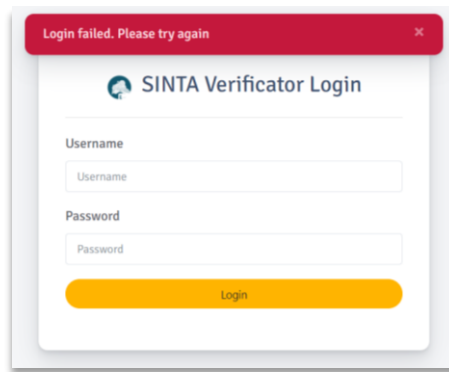 Login failed. Please try again ×
SINTA Verificator Login
Username
Username
Password
Password
Login